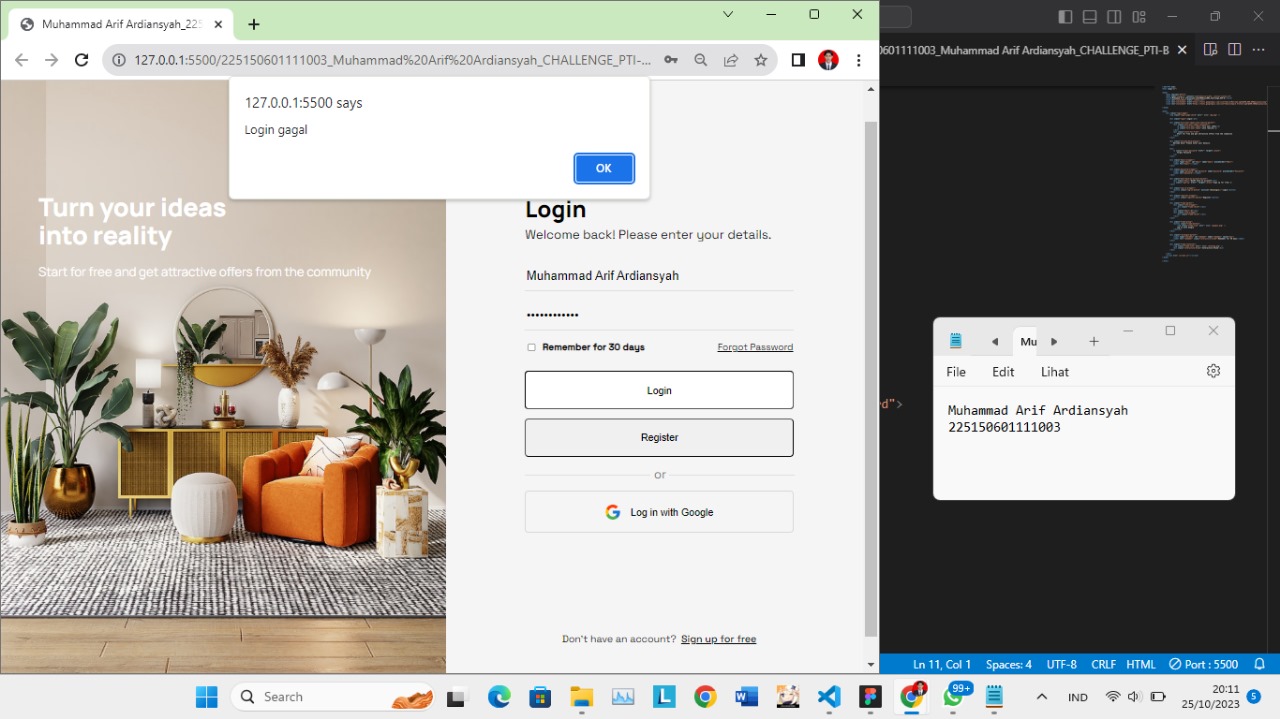 Muhammad Arif Ardiansyah_225
127.0.0.1:5500/225150601111003_Muhammad%20Arif%20Ardiansyah_CHALLENGE_PTI-...
0601111003_Muhammad Arif Ardiansyah_CHALLENGE_PTI-B
127.0.0.1:5500 says
Login gagal
OK
Turn your ideas
into reality
Start for free and get attractive offers from the community
Login
Welcome back! Please enter your details.
Muhammad Arif Ardiansyah
••••••••••••
Remember for 30 days
Forgot Password
Login
Register
or
Log in with Google
Don't have an account? Sign up for free
Mu
File Edit Lihat
Muhammad Arif Ardiansyah
225150601111003
d">
Ln 11, Col 1 Spaces: 4 UTF-8 CRLF HTML Port : 5500
Search
99+
IND
20:11
25/10/2023
5